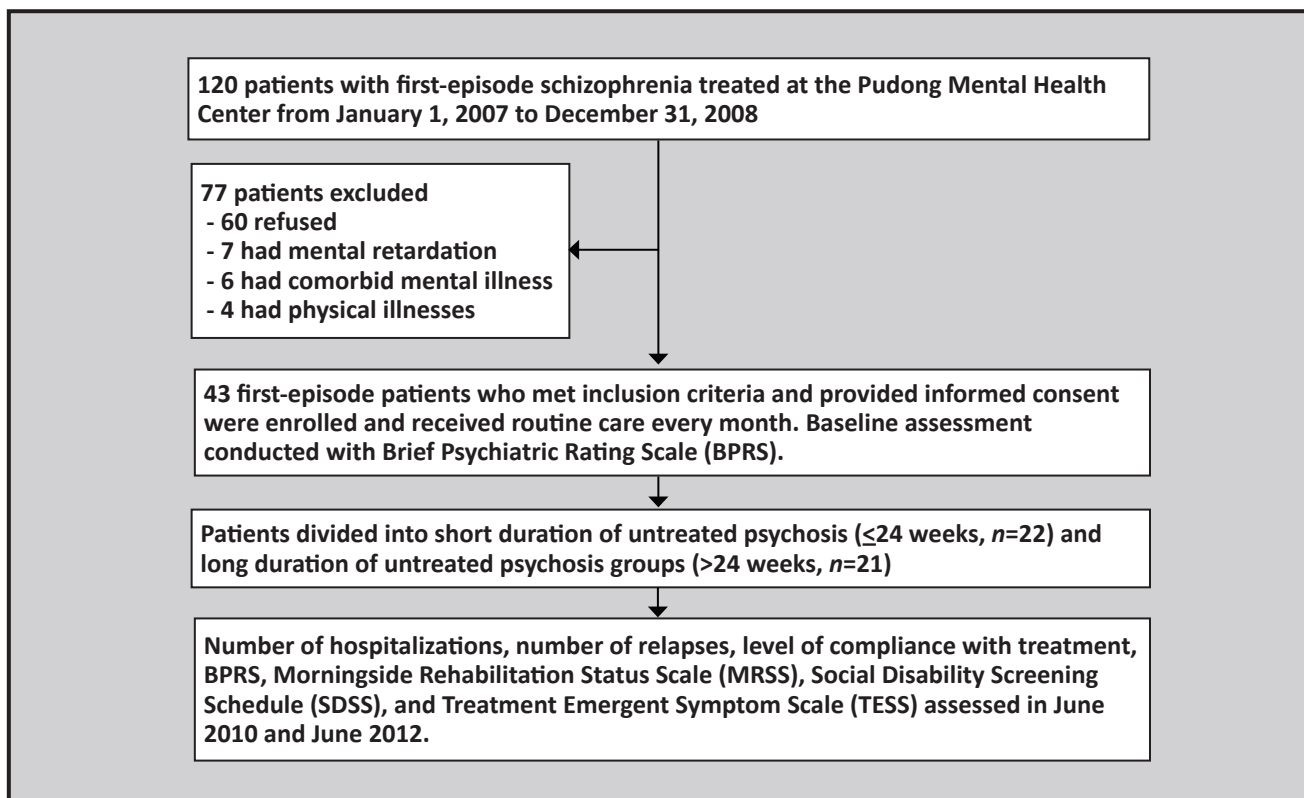 120 patients with first-episode schizophrenia treated at the Pudong Mental Health
Center from January 1, 2007 to December 31, 2008
77 patients excluded
- 60 refused
- 7 had mental retardation
- 6 had comorbid mental illness
- 4 had physical illnesses
43 first-episode patients who met inclusion criteria and provided informed consent
were enrolled and received routine care every month. Baseline assessment
conducted with Brief Psychiatric Rating Scale (BPRS).
Patients divided into short duration of untreated psychosis (≤24 weeks, n=22) and
long duration of untreated psychosis groups (>24 weeks, n=21)
Number of hospitalizations, number of relapses, level of compliance with treatment,
BPRS, Morningside Rehabilitation Status Scale (MRSS), Social Disability Screening
Schedule (SDSS), and Treatment Emergent Symptom Scale (TESS) assessed in June
2010 and June 2012.